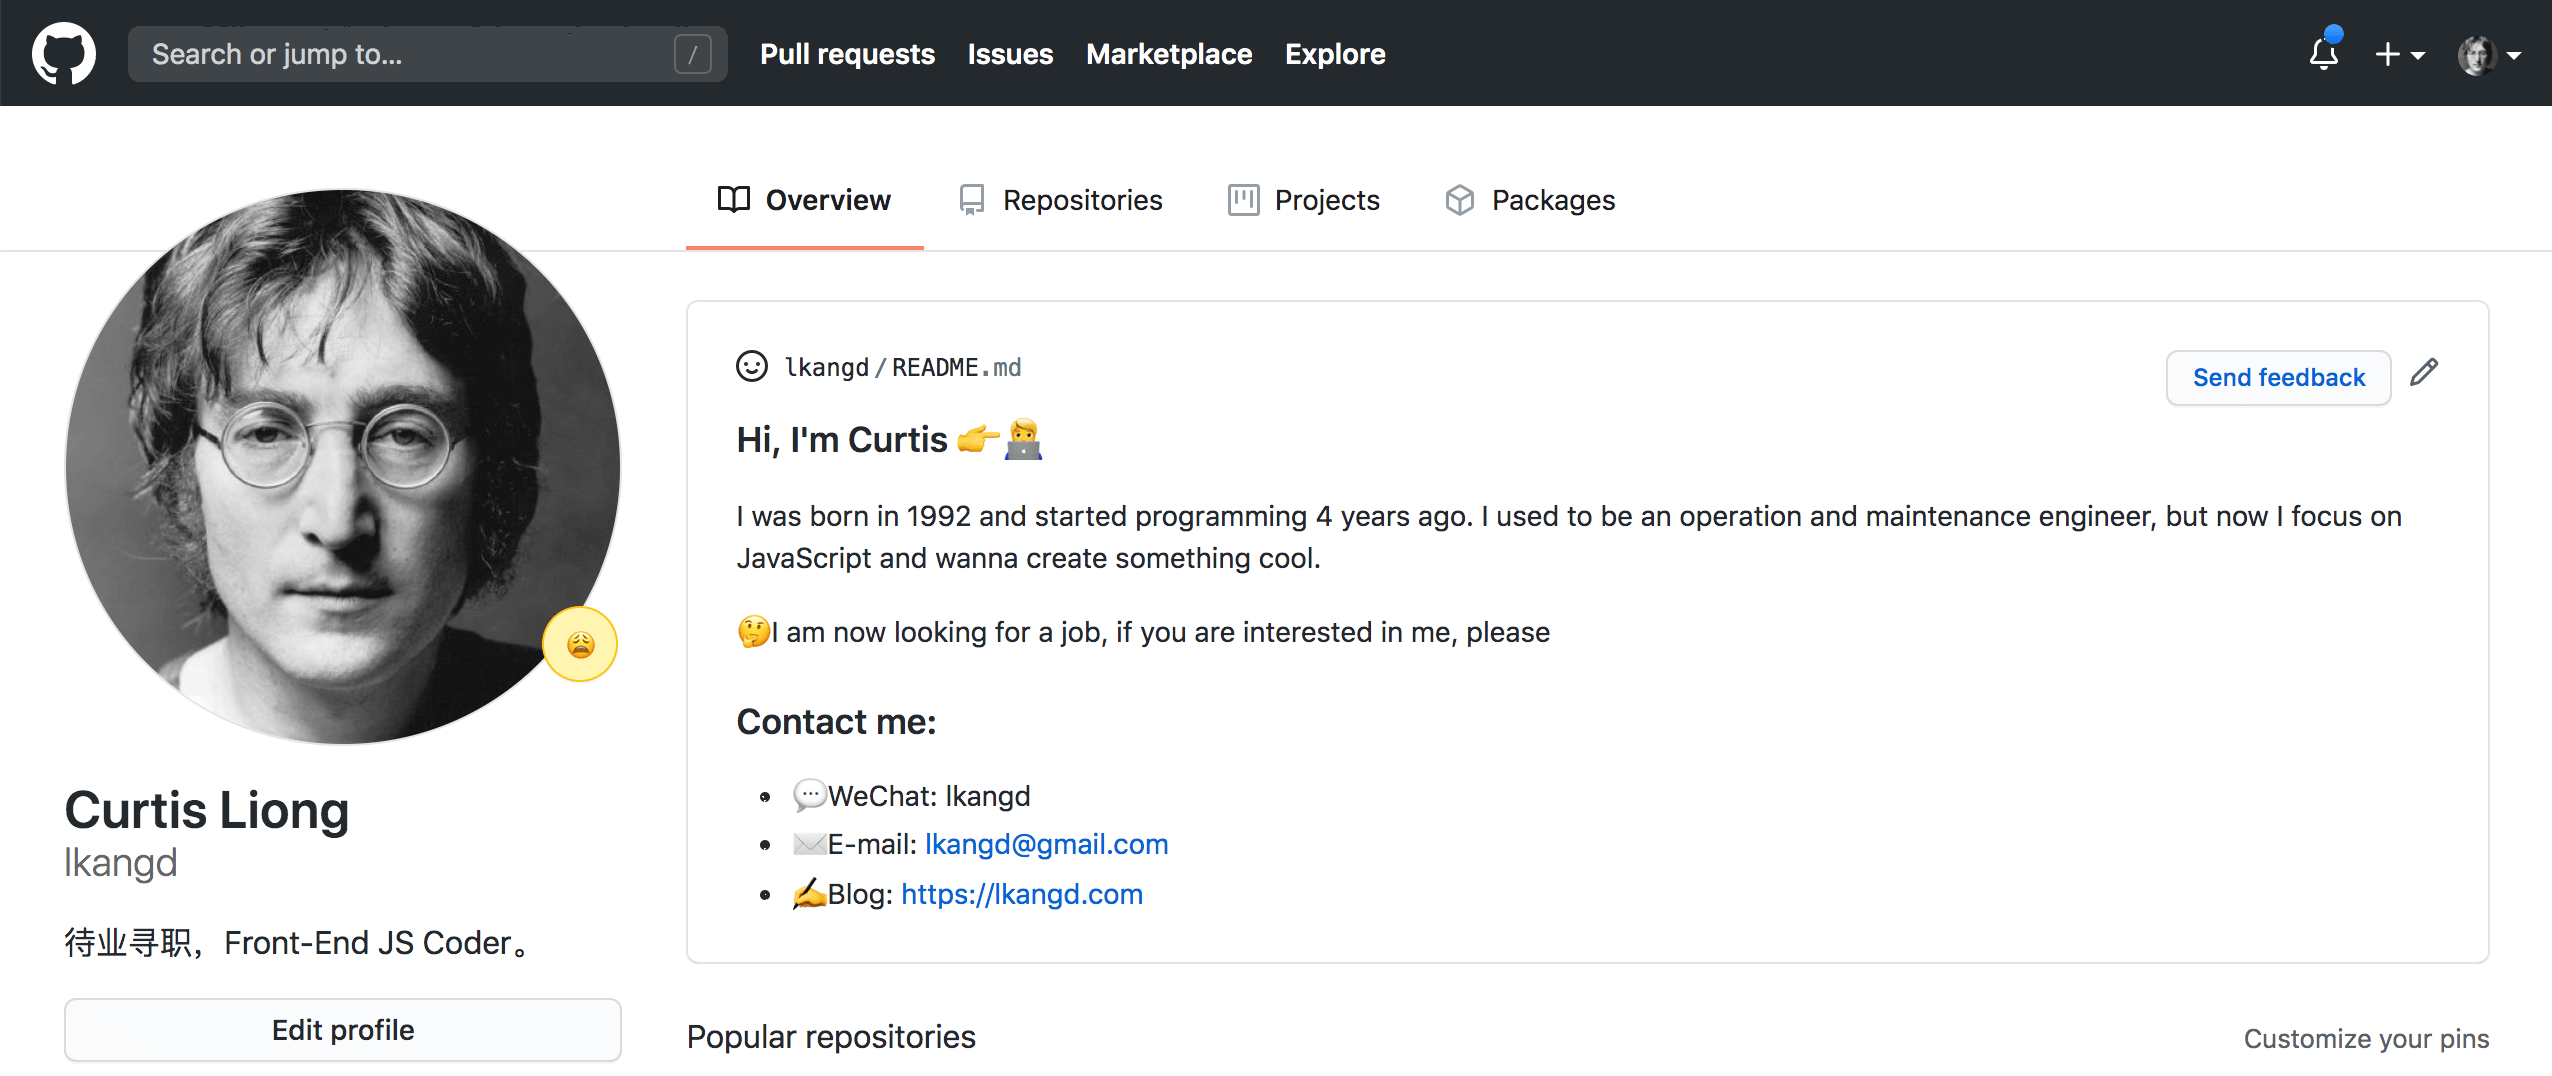 Search or jump to... /
Pull requests Issues Marketplace Explore
Overview Repositories Projects Packages
lkangd/README.md
Send feedback
Hi, I'm Curtis 👉👨‍💻
I was born in 1992 and started programming 4 years ago. I used to be an operation and maintenance engineer, but now I focus on
JavaScript and wanna create something cool.
🤔I am now looking for a job, if you are interested in me, please
Contact me:
• 💬WeChat: lkangd
• ✉️E-mail: lkangd@gmail.com
• ✍️Blog: https://lkangd.com
Curtis Liong
lkangd
待业寻职，Front-End JS Coder。
Edit profile
Popular repositories
Customize your pins